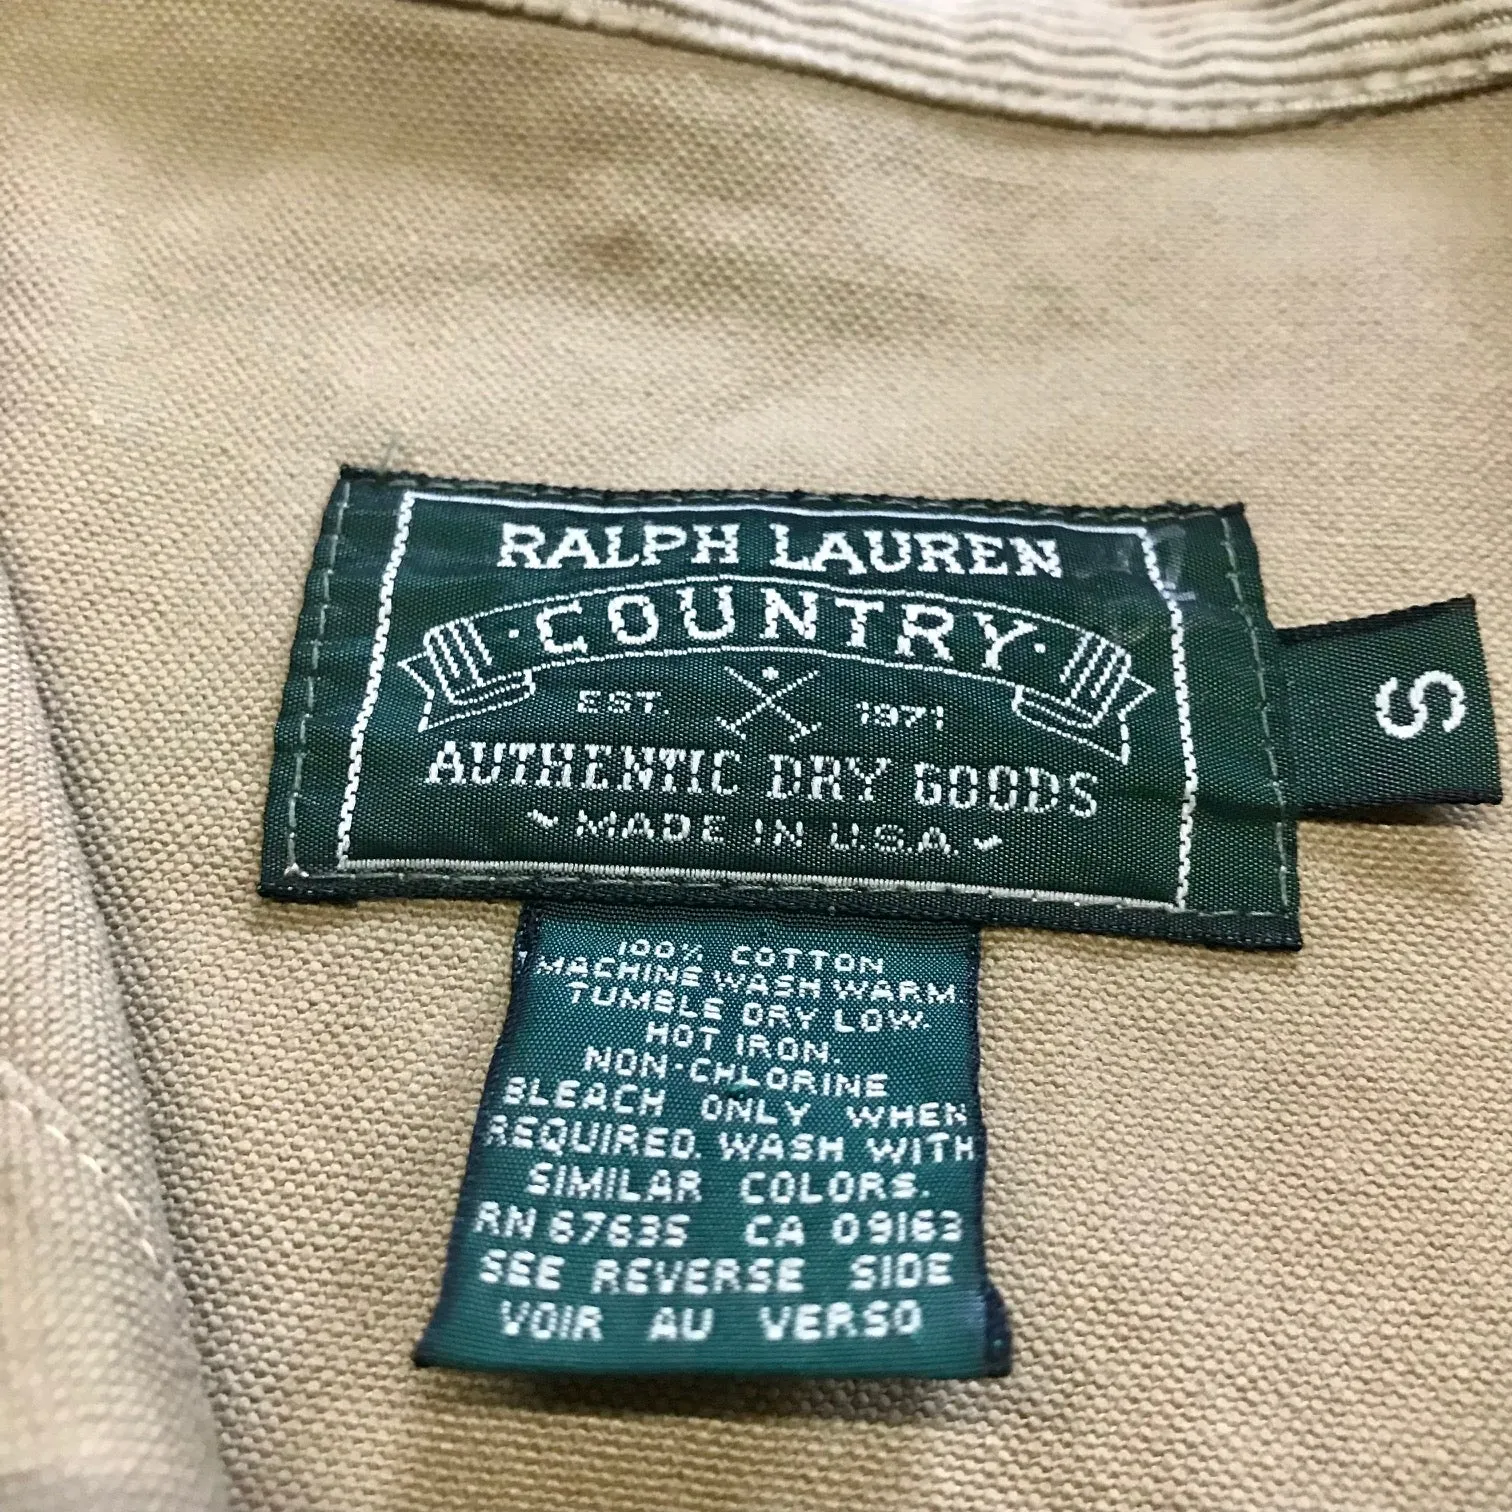 RALPH LAUREN
·COUNTRY·
EST. 1971
AUTHENTIC DRY GOODS
MADE IN U.S.A.
S
100% COTTON
MACHINE WASH WARM.
TUMBLE DRY LOW.
HOT IRON.
NON-CHLORINE
BLEACH ONLY WHEN
REQUIRED. WASH WITH
SIMILAR COLORS.
RN 67635 CA 09163
SEE REVERSE SIDE
VOIR AU VERSO